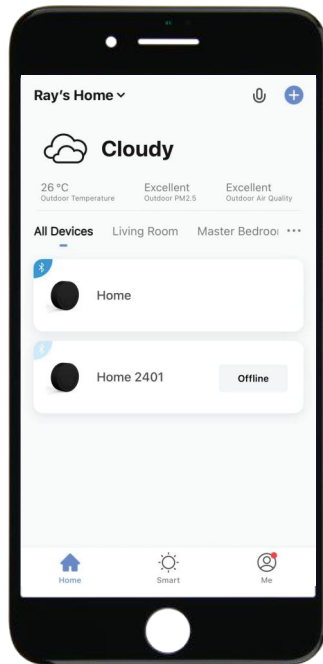 Ray's Home
Cloudy
26 °C Excellent Excellent
Outdoor Temperature Outdoor PM2.5 Outdoor Air Quality
All Devices Living Room Master Bedroo
Home
Home 2401 Offline
Home Smart Me